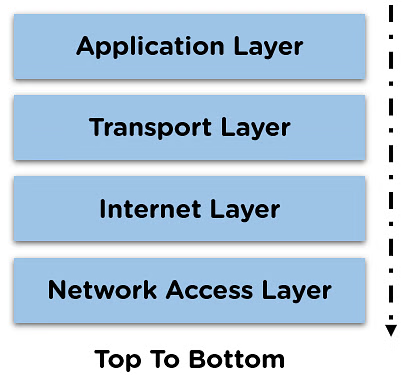 Application Layer
Transport Layer
Internet Layer
Network Access Layer
Top To Bottom